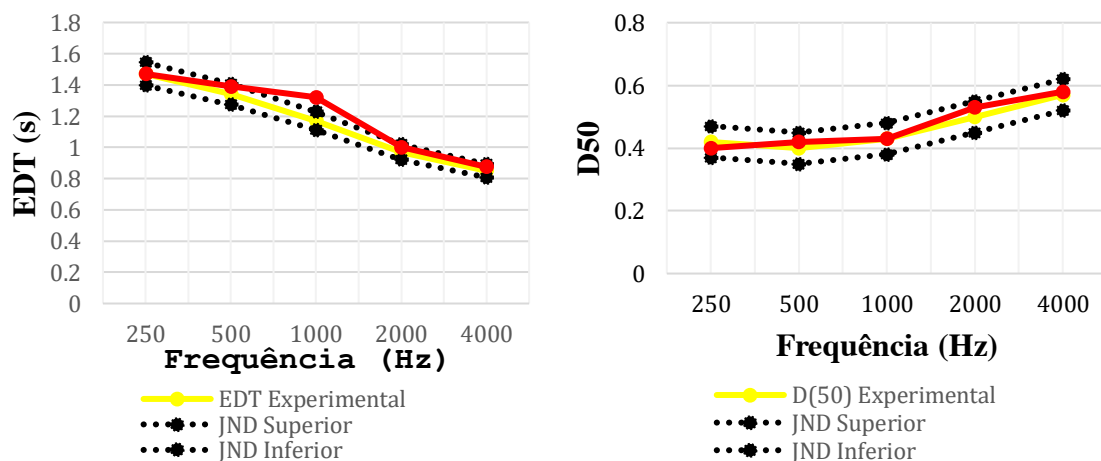 1.8
1.6
1.4
1.2
1
0.8
0.6
0.4
0.2
0
EDT (s)
250 500 1000 2000 4000
Frequência (Hz)
EDT Experimental
JND Superior
JND Inferior
0.8
0.6
0.4
0.2
0
D50
250 500 1000 2000 4000
Frequência (Hz)
D(50) Experimental
JND Superior
JND Inferior